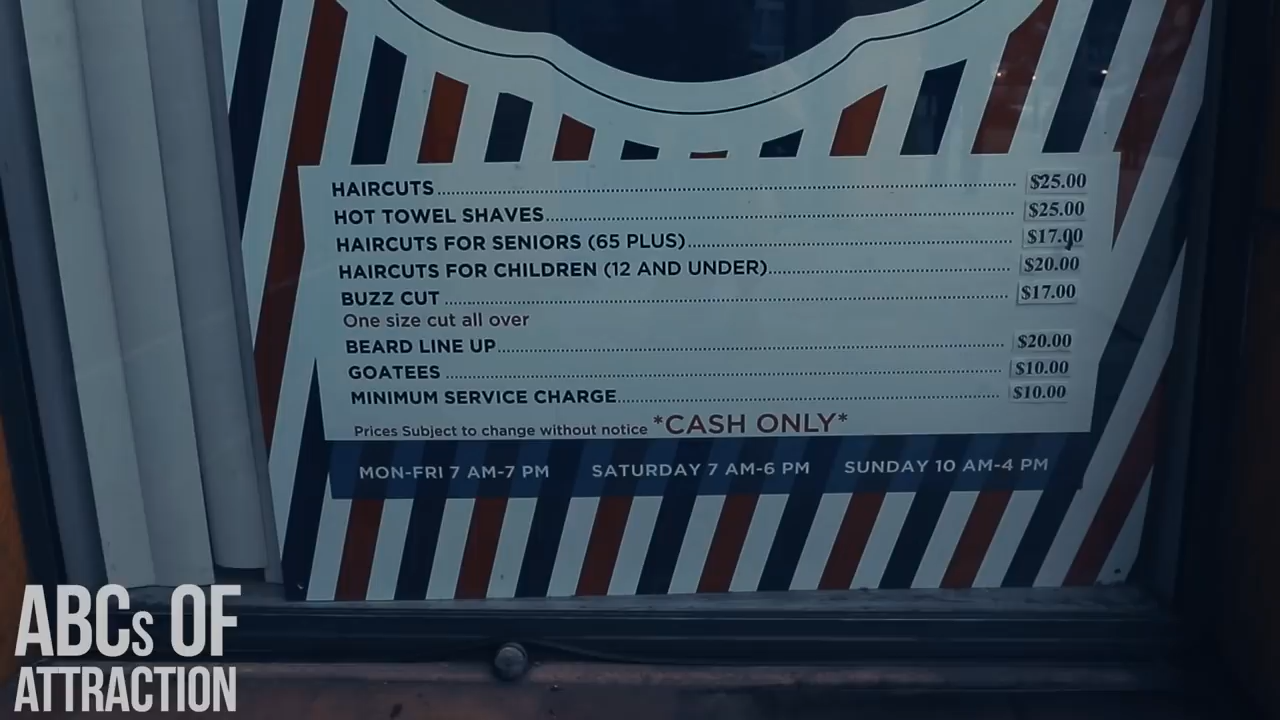 HAIRCUTS $25.00
HOT TOWEL SHAVES $25.00
HAIRCUTS FOR SENIORS (65 PLUS) $17.00
HAIRCUTS FOR CHILDREN (12 AND UNDER) $20.00
BUZZ CUT $17.00
One size cut all over
BEARD LINE UP $20.00
GOATEES $10.00
MINIMUM SERVICE CHARGE $10.00
Prices Subject to change without notice *CASH ONLY*
MON-FRI 7 AM-7 PM SATURDAY 7 AM-6 PM SUNDAY 10 AM-4 PM
ABCs OF
ATTRACTION